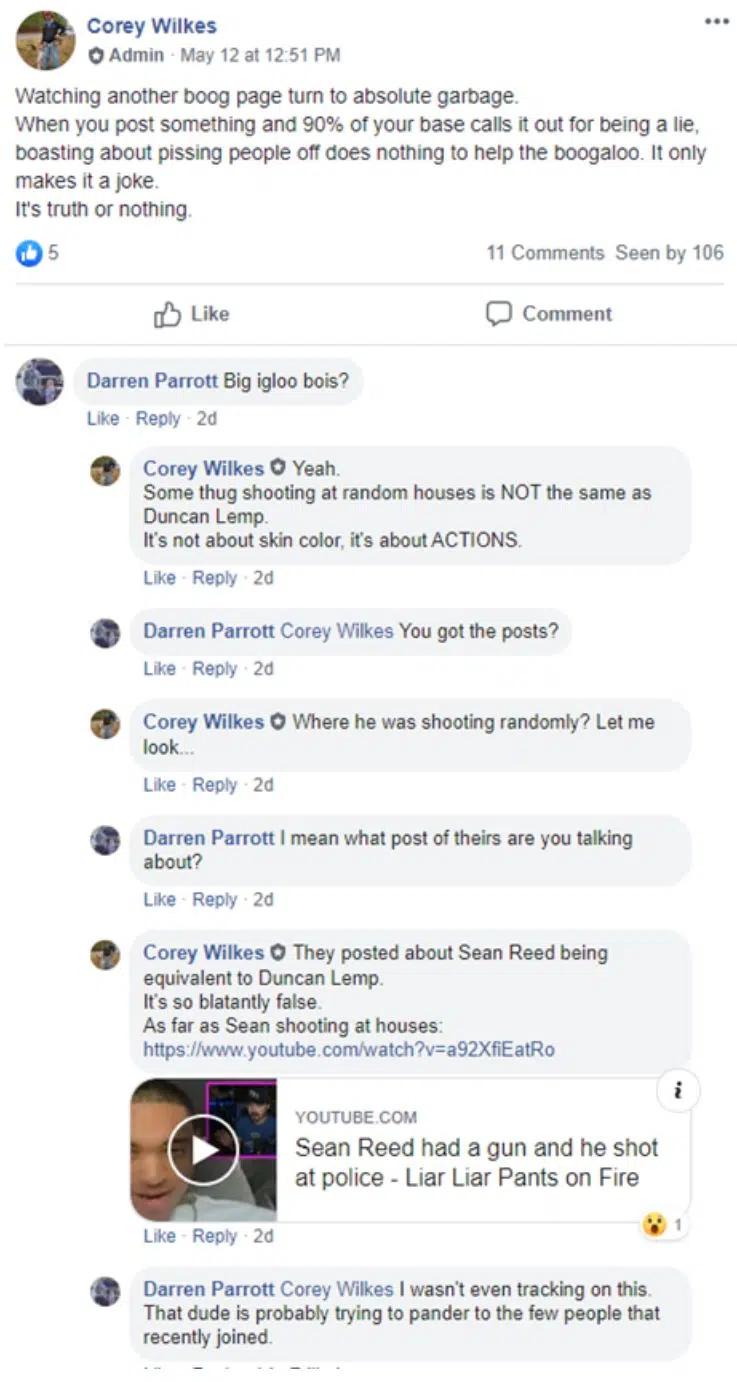 Corey Wilkes
Admin · May 12 at 12:51 PM
Watching another boog page turn to absolute garbage.
When you post something and 90% of your base calls it out for being a lie,
boasting about pissing people off does nothing to help the boogaloo. It only
makes it a joke.
It's truth or nothing.
5
11 Comments Seen by 106
Like
Comment
Darren Parrott Big igloo bois?
Like · Reply · 2d
Corey Wilkes Yeah.
Some thug shooting at random houses is NOT the same as
Duncan Lemp.
It's not about skin color, it's about ACTIONS.
Like · Reply · 2d
Darren Parrott Corey Wilkes You got the posts?
Like · Reply · 2d
Corey Wilkes Where he was shooting randomly? Let me
look...
Like · Reply · 2d
Darren Parrott I mean what post of theirs are you talking
about?
Like · Reply · 2d
Corey Wilkes They posted about Sean Reed being
equivalent to Duncan Lemp.
It's so blatantly false.
As far as Sean shooting at houses:
https://www.youtube.com/watch?v=a92XfiEatRo
YOUTUBE.COM
Sean Reed had a gun and he shot
at police - Liar Liar Pants on Fire
1
Like · Reply · 2d
Darren Parrott Corey Wilkes I wasn't even tracking on this.
That dude is probably trying to pander to the few people that
recently joined.